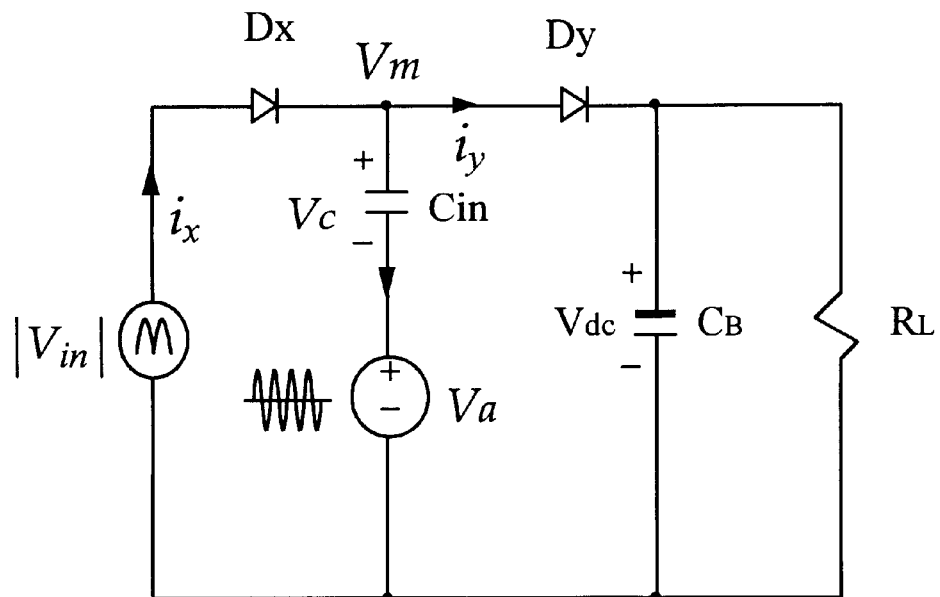 Dx
Dy
Vm
+
iy
Vc
Cin
−
ix
+
|Vin|
Vdc
CB
RL
+
−
Va
−